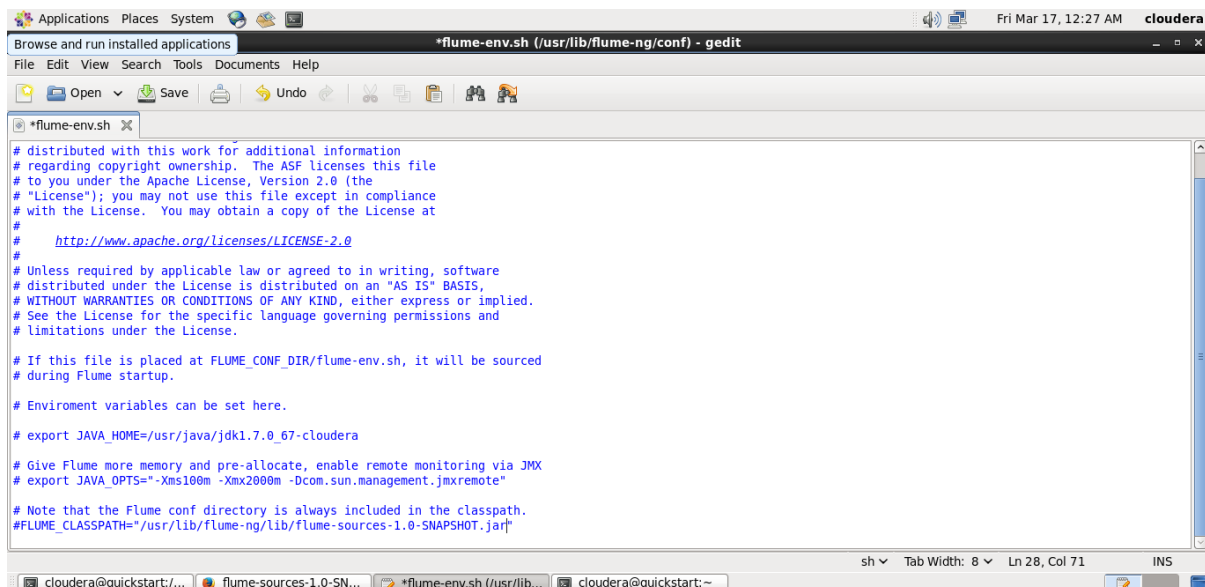 Applications Places System Fri Mar 17, 12:27 AM cloudera
Browse and run installed applications *flume-env.sh (/usr/lib/flume-ng/conf) - gedit
File Edit View Search Tools Documents Help
Open Save Undo
*flume-env.sh
# distributed with this work for additional information
# regarding copyright ownership.  The ASF licenses this file
# to you under the Apache License, Version 2.0 (the
# "License"); you may not use this file except in compliance
# with the License.  You may obtain a copy of the License at
#
#     http://www.apache.org/licenses/LICENSE-2.0
#
# Unless required by applicable law or agreed to in writing, software
# distributed under the License is distributed on an "AS IS" BASIS,
# WITHOUT WARRANTIES OR CONDITIONS OF ANY KIND, either express or implied.
# See the License for the specific language governing permissions and
# limitations under the License.
# If this file is placed at FLUME_CONF_DIR/flume-env.sh, it will be sourced
# during Flume startup.
# Enviroment variables can be set here.
# export JAVA_HOME=/usr/java/jdk1.7.0_67-cloudera
# Give Flume more memory and pre-allocate, enable remote monitoring via JMX
# export JAVA_OPTS="-Xms100m -Xmx2000m -Dcom.sun.management.jmxremote"
# Note that the Flume conf directory is always included in the classpath.
#FLUME_CLASSPATH="/usr/lib/flume-ng/lib/flume-sources-1.0-SNAPSHOT.jar"
sh Tab Width: 8 Ln 28, Col 71 INS
cloudera@quickstart:/... flume-sources-1.0-SN... *flume-env.sh (/usr/lib... cloudera@quickstart:~